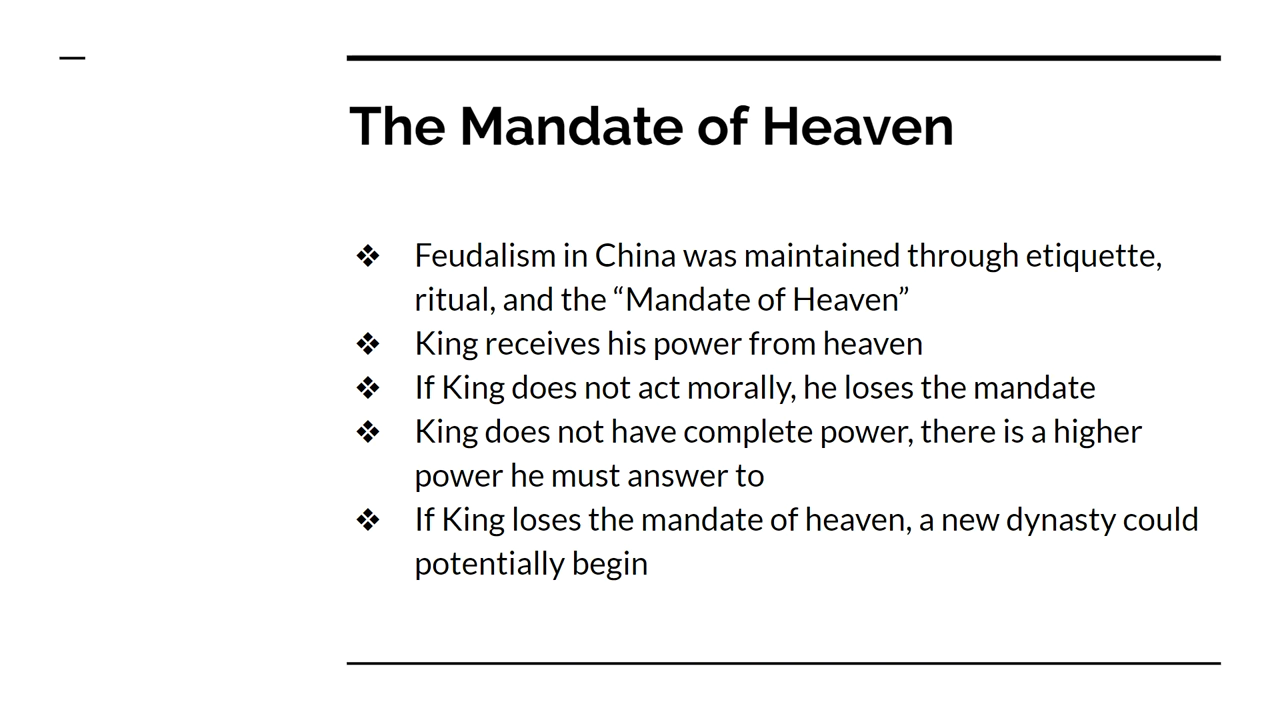 The Mandate of Heaven
❖ Feudalism in China was maintained through etiquette,
ritual, and the “Mandate of Heaven”
❖ King receives his power from heaven
❖ If King does not act morally, he loses the mandate
❖ King does not have complete power, there is a higher
power he must answer to
❖ If King loses the mandate of heaven, a new dynasty could
potentially begin